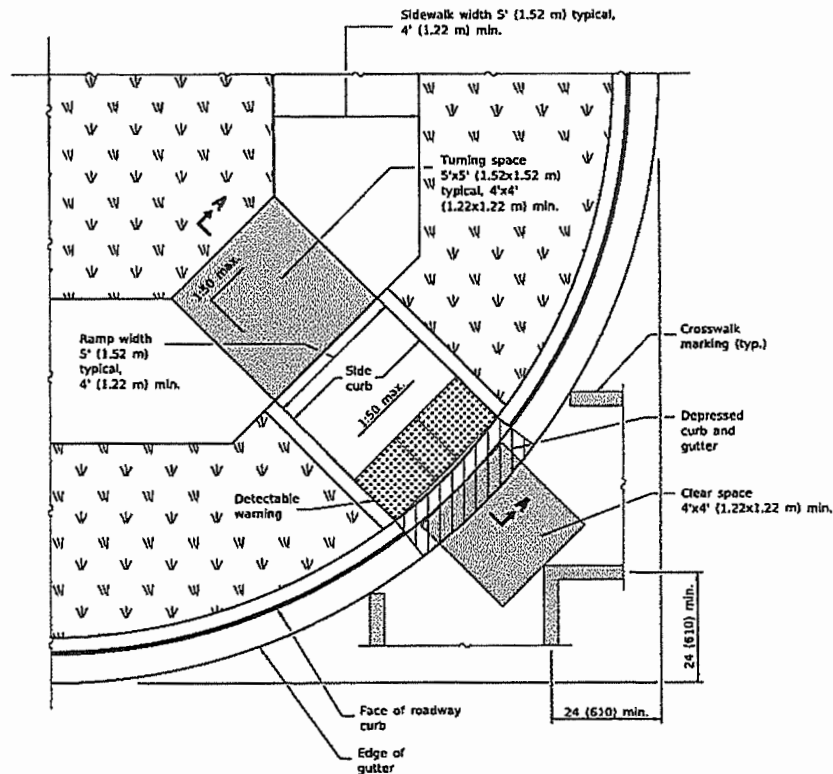 Sidewalk width 5' (1.52 m) typical,
4' (1.22 m) min.
Turning space
5'x5' (1.52x1.52 m)
typical, 4'x4'
(1.22x1.22 m) min.
A
1:50 max.
Ramp width
5' (1.52 m)
typical,
4' (1.22 m) min.
Side
curb
1:50 max.
Crosswalk
marking (typ.)
Depressed
curb and
gutter
Detectable
warning
A
Clear space
4'x4' (1.22x1.22 m) min.
24 (610) min.
24 (610) min.
Face of roadway
curb
Edge of
gutter